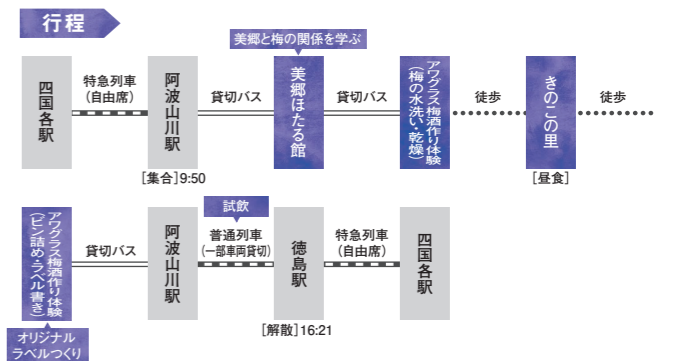 行程
美郷と梅の関係を学ぶ
四国各駅
特急列車
(自由席)
阿波山川駅
貸切バス
美郷ほたる館
貸切バス
アワグラス梅酒作り体験
(梅の水洗い・乾燥)
徒歩
きのこの里
徒歩
[集合]9:50
[昼食]
アワグラス梅酒作り体験
(ビン詰め・ラベル書き)
貸切バス
阿波山川駅
試飲
普通列車
(一部車両貸切)
徳島駅
特急列車
(自由席)
四国各駅
[解散]16:21
オリジナル
ラベルつくり